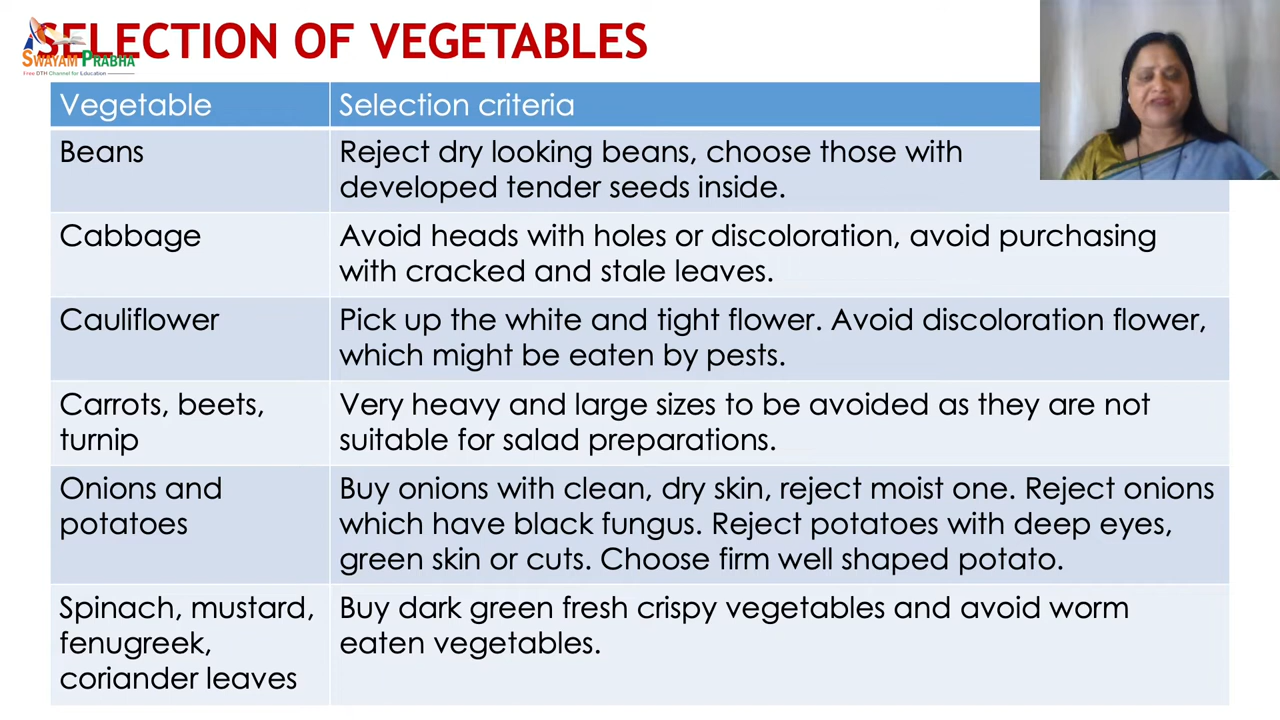 SELECTION OF VEGETABLES
SWAYAM PRABHA
Free DTH Channel for Education
Vegetable
Selection criteria
Beans
Reject dry looking beans, choose those with
developed tender seeds inside.
Cabbage
Avoid heads with holes or discoloration, avoid purchasing
with cracked and stale leaves.
Cauliflower
Pick up the white and tight flower. Avoid discoloration flower,
which might be eaten by pests.
Carrots, beets,
turnip
Very heavy and large sizes to be avoided as they are not
suitable for salad preparations.
Onions and
potatoes
Buy onions with clean, dry skin, reject moist one. Reject onions
which have black fungus. Reject potatoes with deep eyes,
green skin or cuts. Choose firm well shaped potato.
Spinach, mustard,
fenugreek,
coriander leaves
Buy dark green fresh crispy vegetables and avoid worm
eaten vegetables.